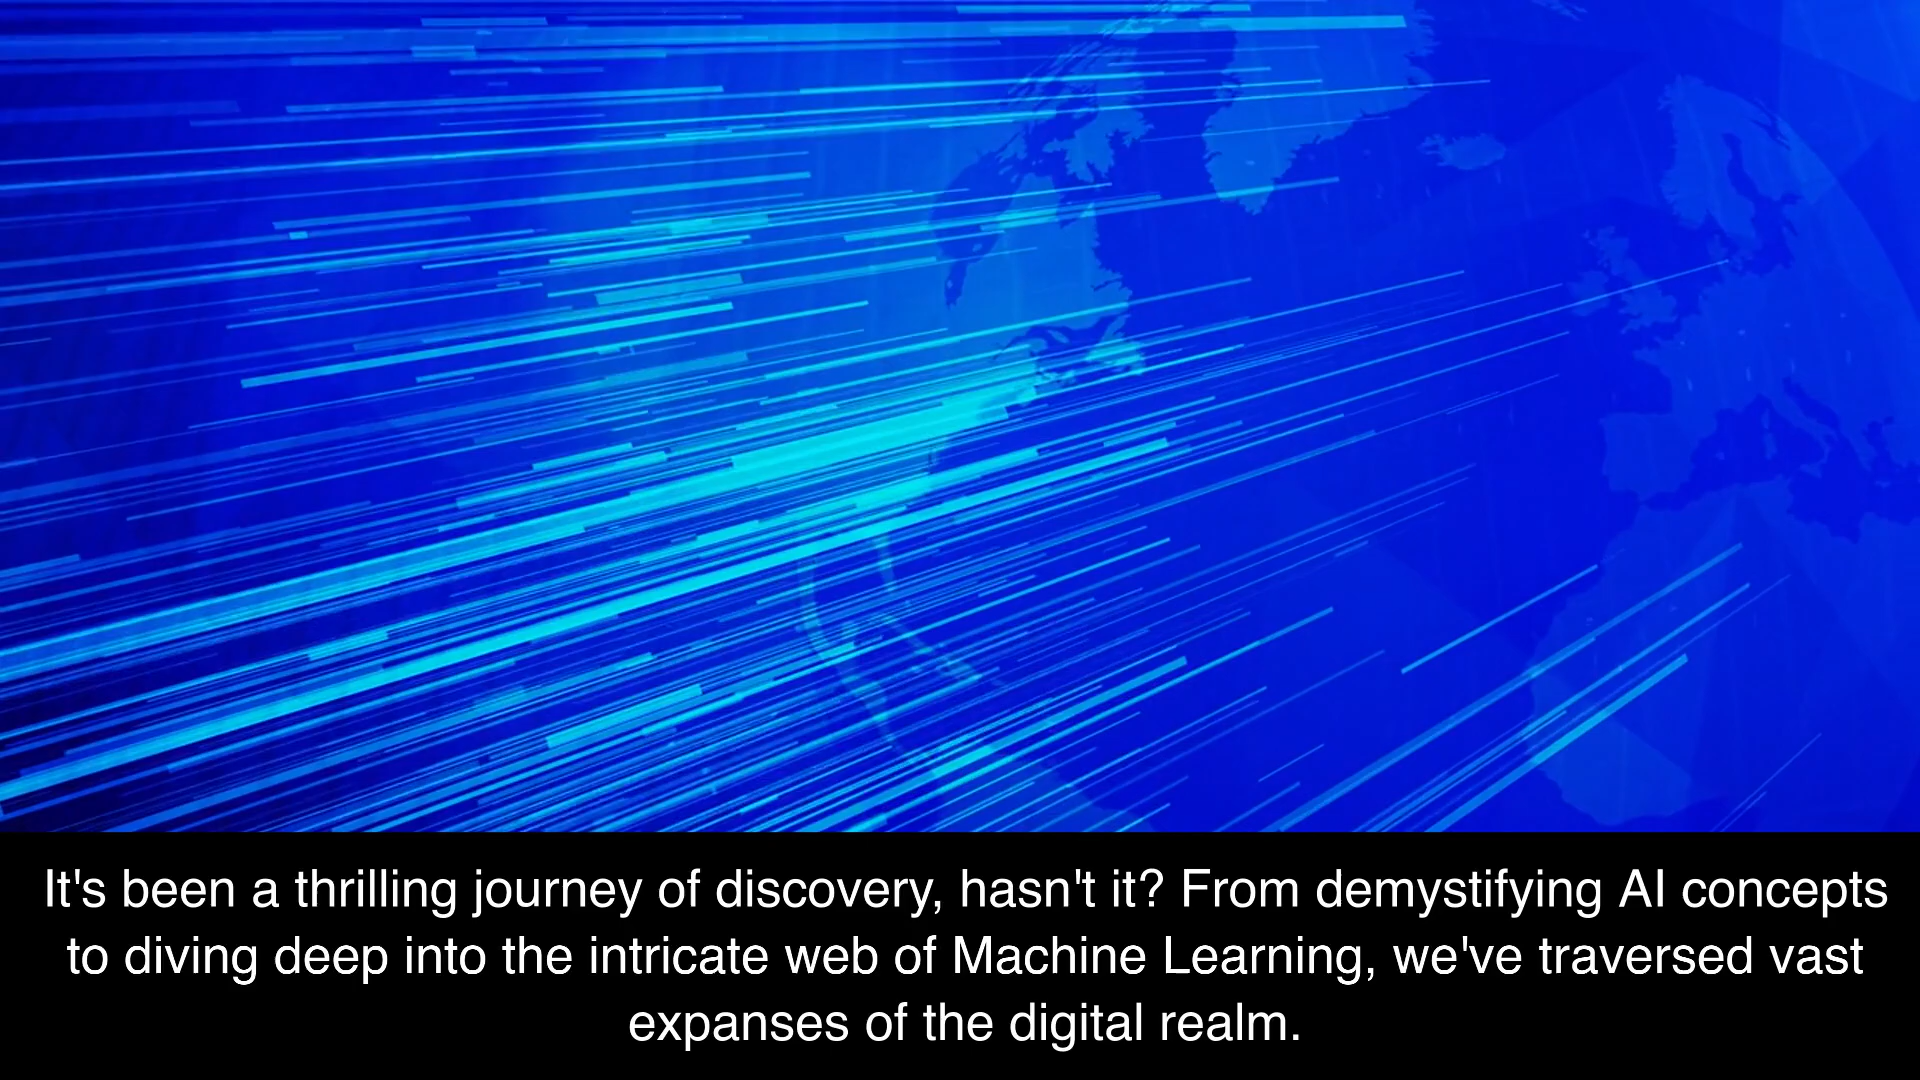 It's been a thrilling journey of discovery, hasn't it? From demystifying AI concepts
to diving deep into the intricate web of Machine Learning, we've traversed vast
expanses of the digital realm.